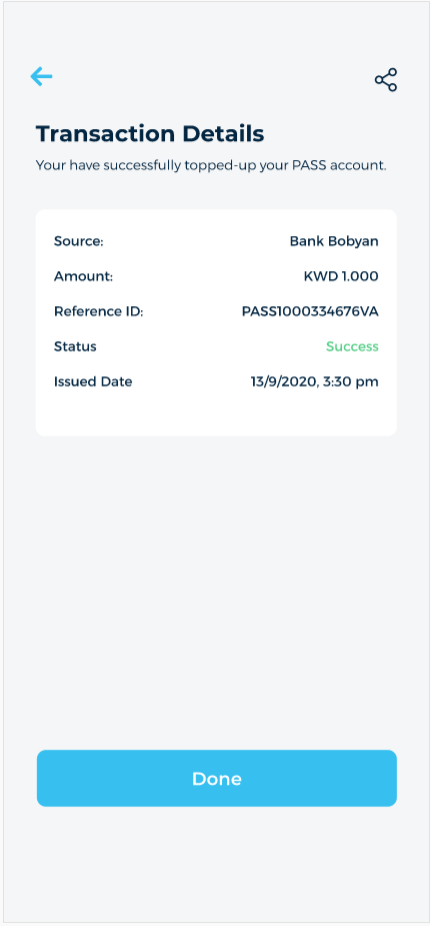 Transaction Details
Your have successfully topped-up your PASS account.
Source: Bank Bobyan
Amount: KWD 1.000
Reference ID: PASS1000334676VA
Status Success
Issued Date 13/9/2020, 3:30 pm
Done